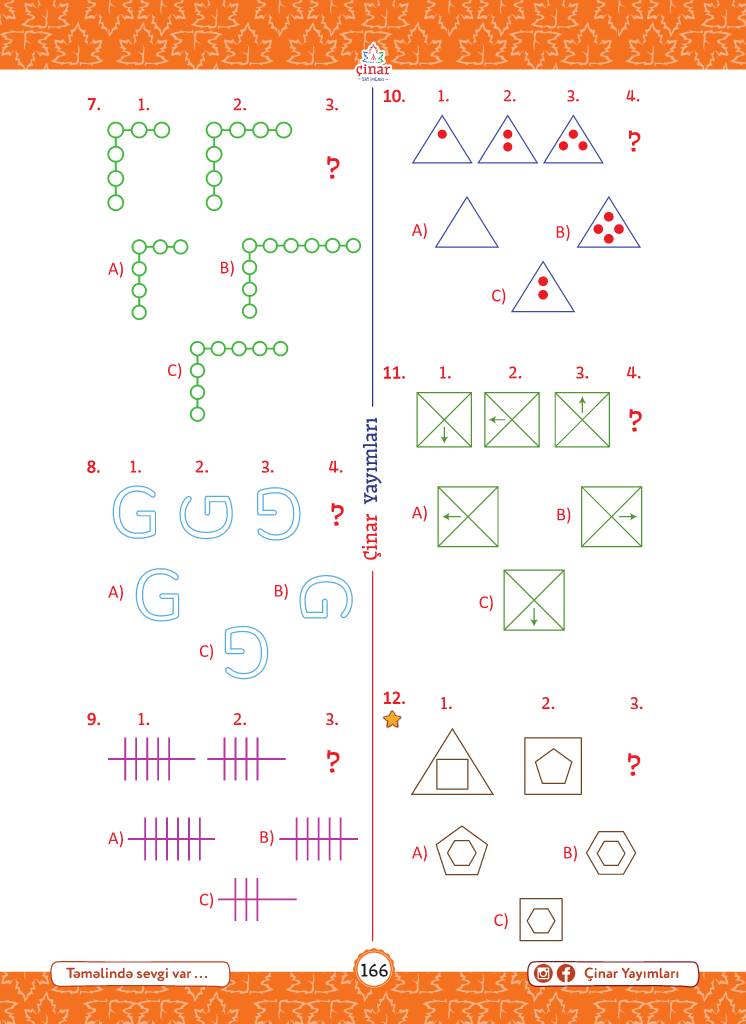 çinar
YAYIMLARI
7. 1. 2. 3.
?
A)
B)
C)
8. 1. 2. 3. 4.
?
G G G
A) G
B) G
C) G
9. 1. 2. 3.
?
A)
B)
C)
Çinar Yayımları
10. 1. 2. 3. 4.
?
A)
B)
C)
11. 1. 2. 3. 4.
?
A)
B)
C)
12. 1. 2. 3.
?
A)
B)
C)
Təməlində sevgi var ...
166
Çinar Yayımları